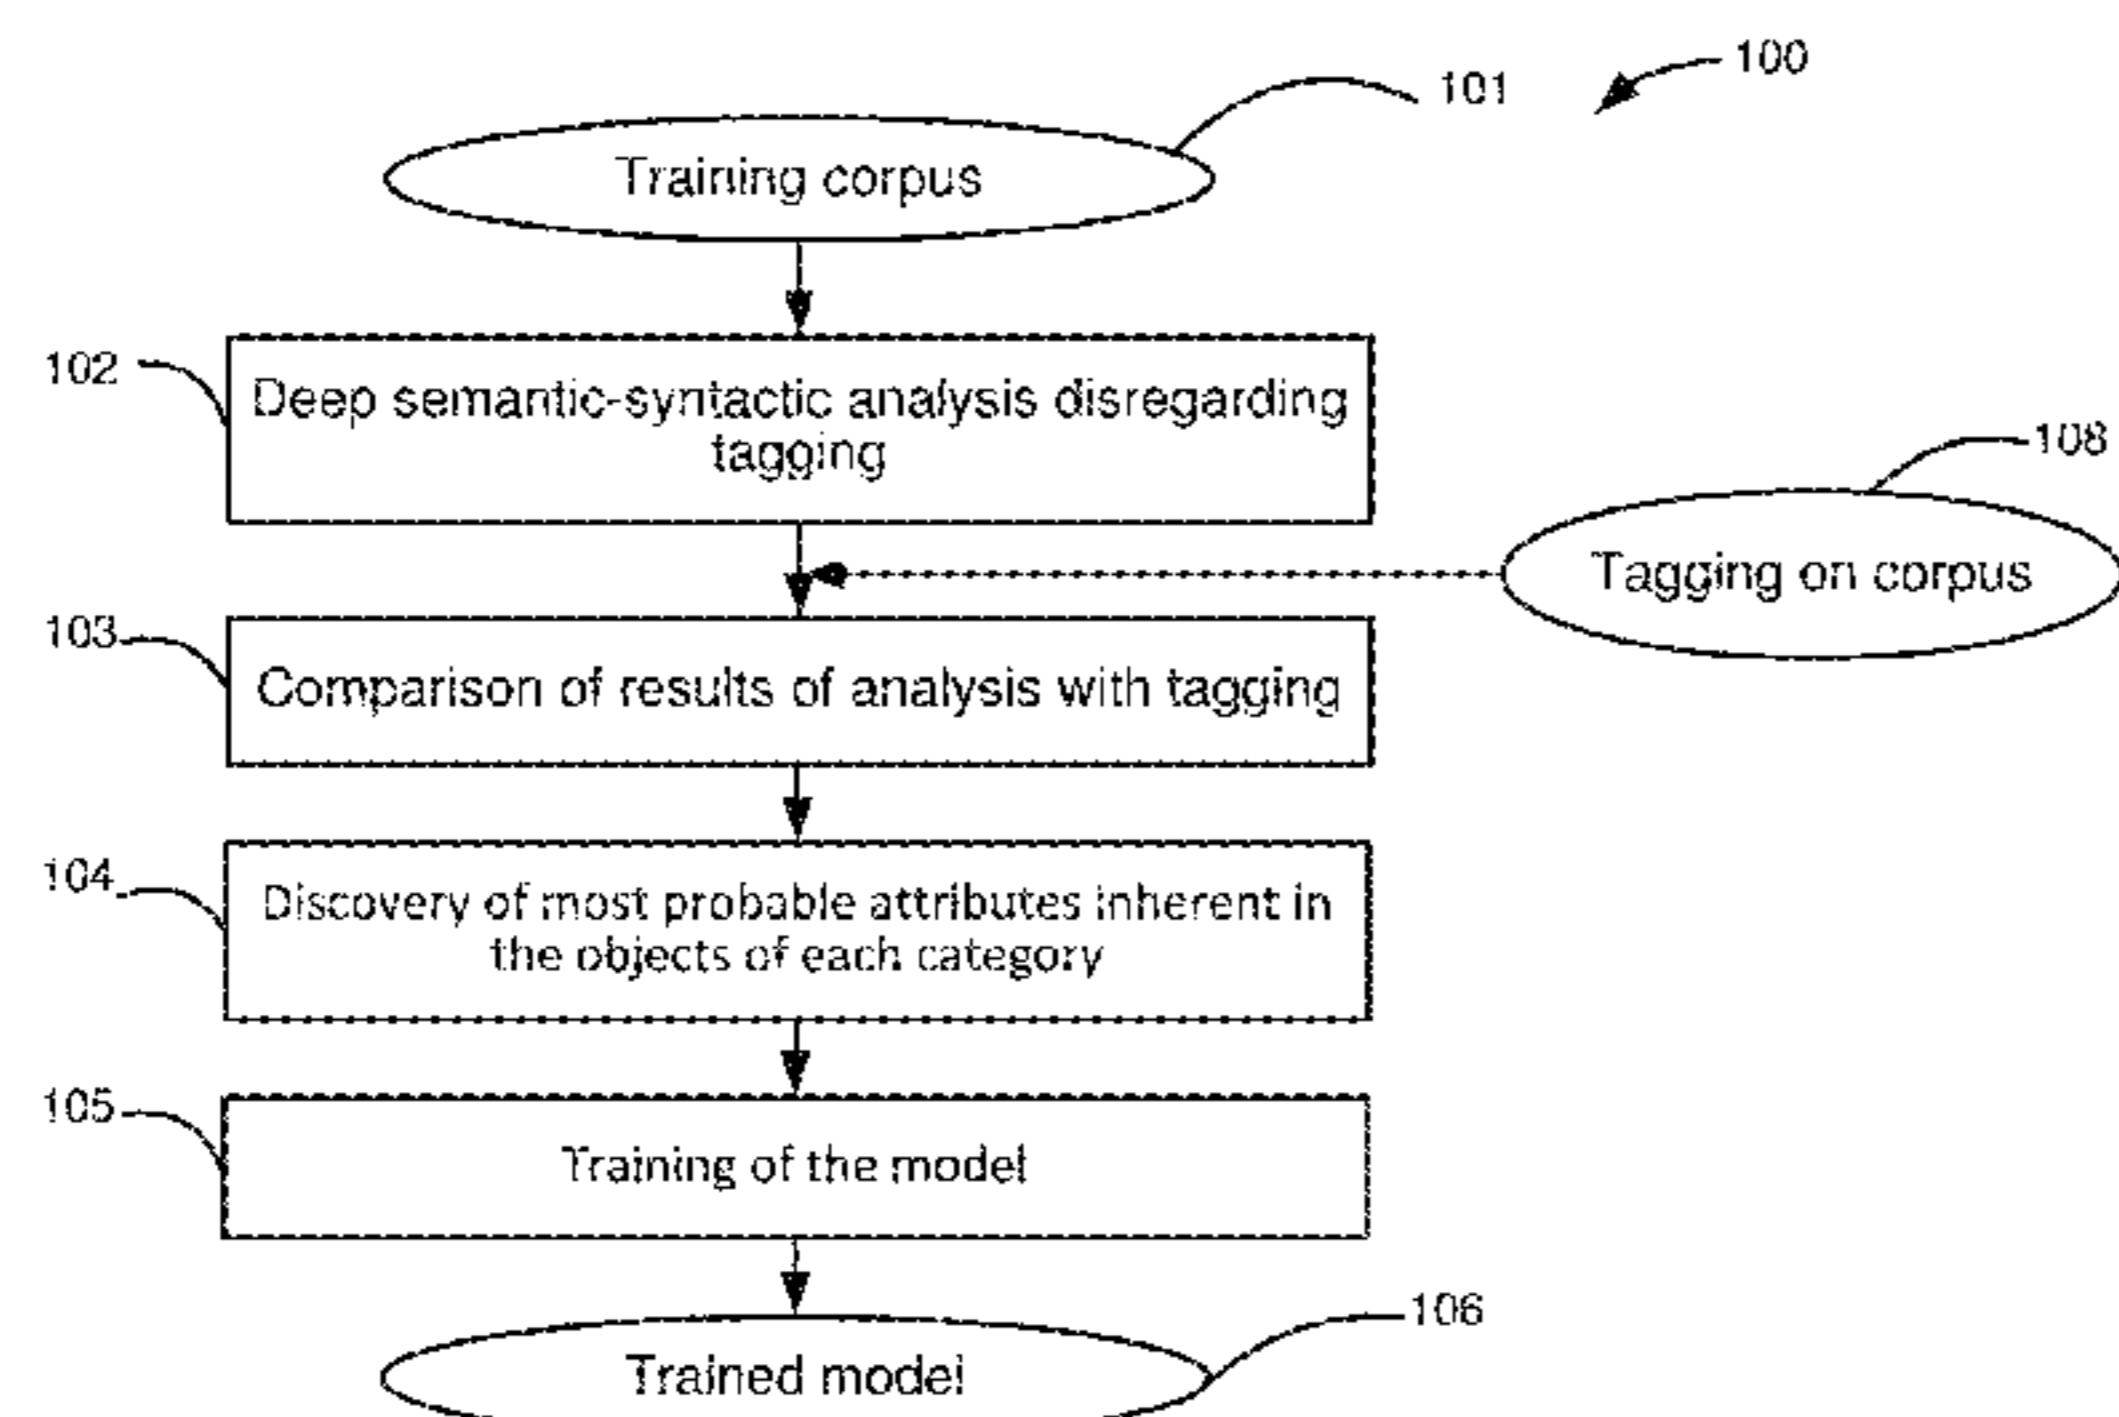 100
101
Training corpus
102
Deep semantic-syntactic analysis disregarding
tagging
108
Tagging on corpus
103
Comparison of results of analysis with tagging
104
Discovery of most probable attributes inherent in
the objects of each category
105
Training of the model
106
Trained model